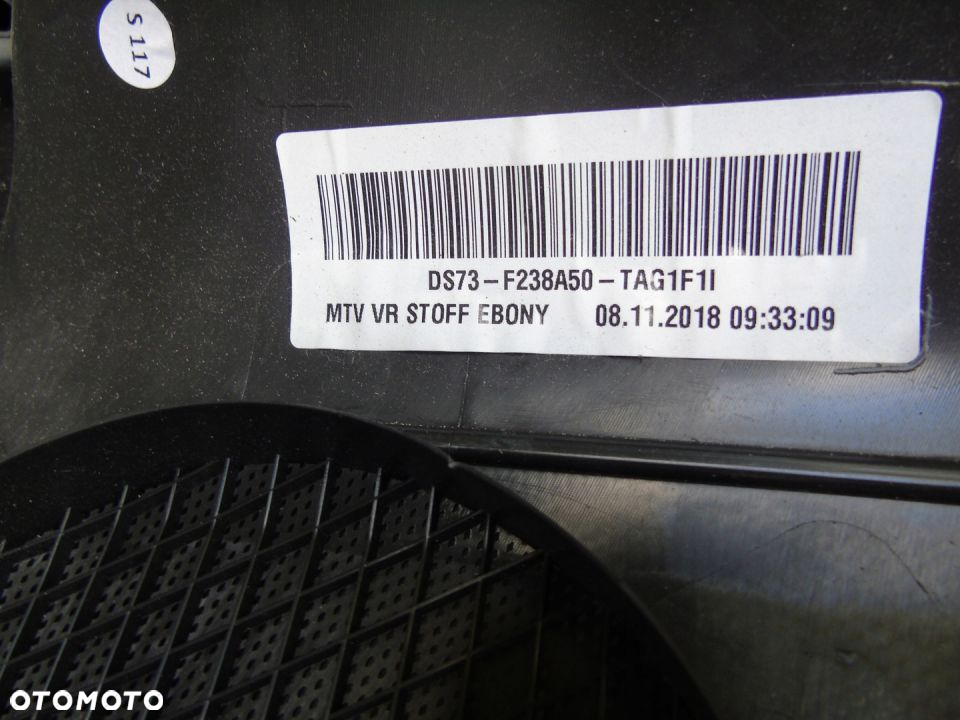 S 117
DS73-F238A50-TAG1F1I
MTV VR STOFF EBONY 08.11.2018 09:33:09
OTOMOTO